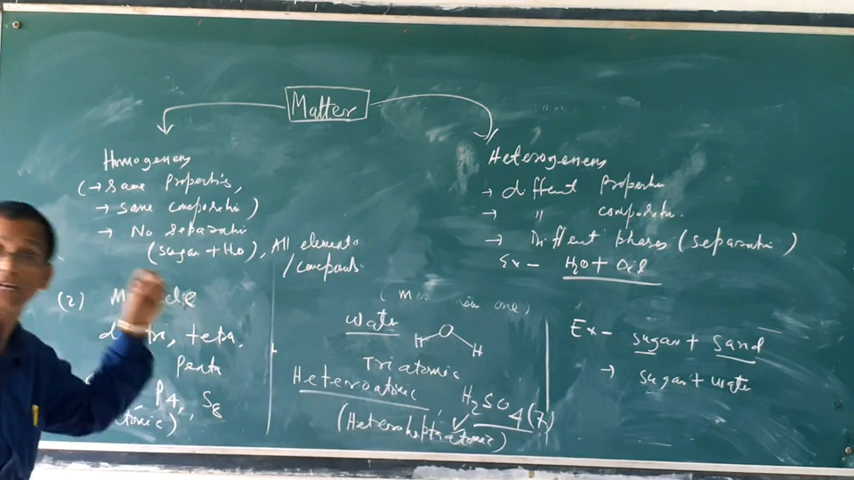 Matter
Homogeneous
(→ same Properties,
→ same composition)
→ No separation
(sugar + H2o), All elements
/compounds
Heterogeneous
→ different Properties
→ " composition.
→ Different phases (separation)
Ex - H2O + Oil
(2)
tetra.
Penta
P4, S8
atomic)
Water
H O H
Triatomic
Heteroatomic
H2SO4(7)
(Heteroheptaatomic)
Ex - sugar + sand
→ sugar + water